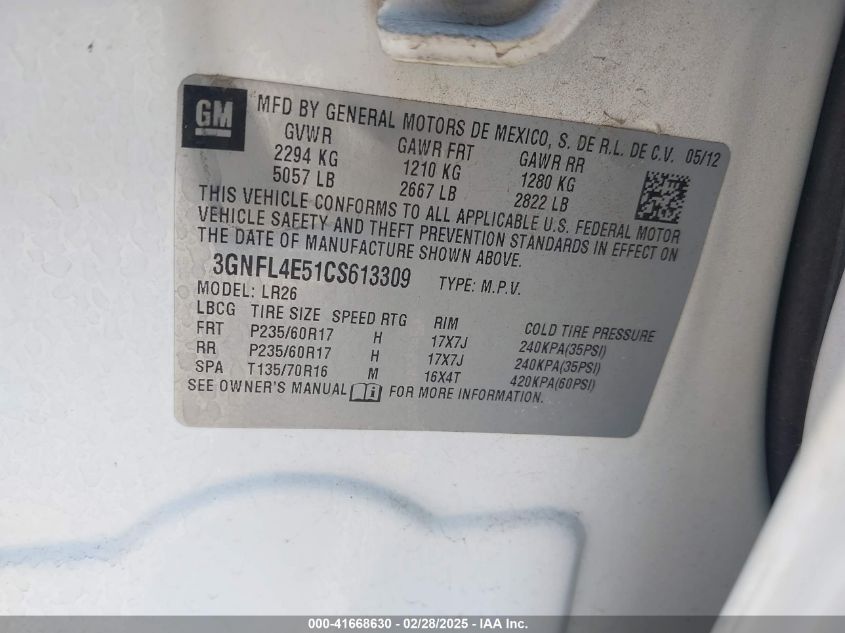 GM
MFD BY GENERAL MOTORS DE MEXICO, S. DE R.L. DE C.V. 05/12
GVWR GAWR FRT GAWR RR
2294 KG 1210 KG 1280 KG
5057 LB 2667 LB 2822 LB
THIS VEHICLE CONFORMS TO ALL APPLICABLE U.S. FEDERAL MOTOR
VEHICLE SAFETY AND THEFT PREVENTION STANDARDS IN EFFECT ON
THE DATE OF MANUFACTURE SHOWN ABOVE.
3GNFL4E51CS613309 TYPE: M.P.V.
MODEL: LR26
LBCG TIRE SIZE SPEED RTG RIM COLD TIRE PRESSURE
FRT P235/60R17 H 17X7J 240KPA(35PSI)
RR P235/60R17 H 17X7J 240KPA(35PSI)
SPA T135/70R16 M 16X4T 420KPA(60PSI)
SEE OWNER'S MANUAL i FOR MORE INFORMATION.
000-41668630 - 02/28/2025 - IAA Inc.